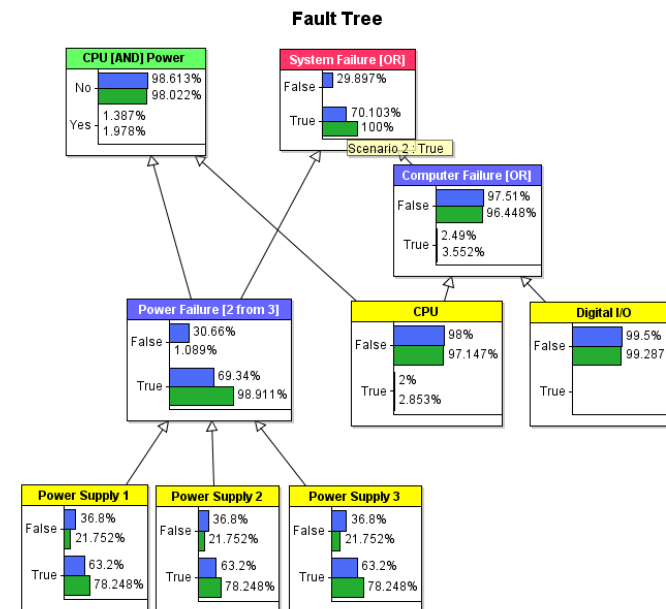 Fault Tree
CPU [AND] Power
No
98.613%
98.022%
Yes
1.387%
1.978%
System Failure [OR]
False
29.897%
True
70.103%
100%
Scenario 2 : True
Computer Failure [OR]
False
97.51%
96.448%
True
2.49%
3.552%
Power Failure [2 from 3]
False
30.66%
1.089%
True
69.34%
98.911%
CPU
False
98%
97.147%
True
2%
2.853%
Digital I/O
False
99.5%
99.287
True
Power Supply 1
False
36.8%
21.752%
True
63.2%
78.248%
Power Supply 2
False
36.8%
21.752%
True
63.2%
78.248%
Power Supply 3
False
36.8%
21.752%
True
63.2%
78.248%